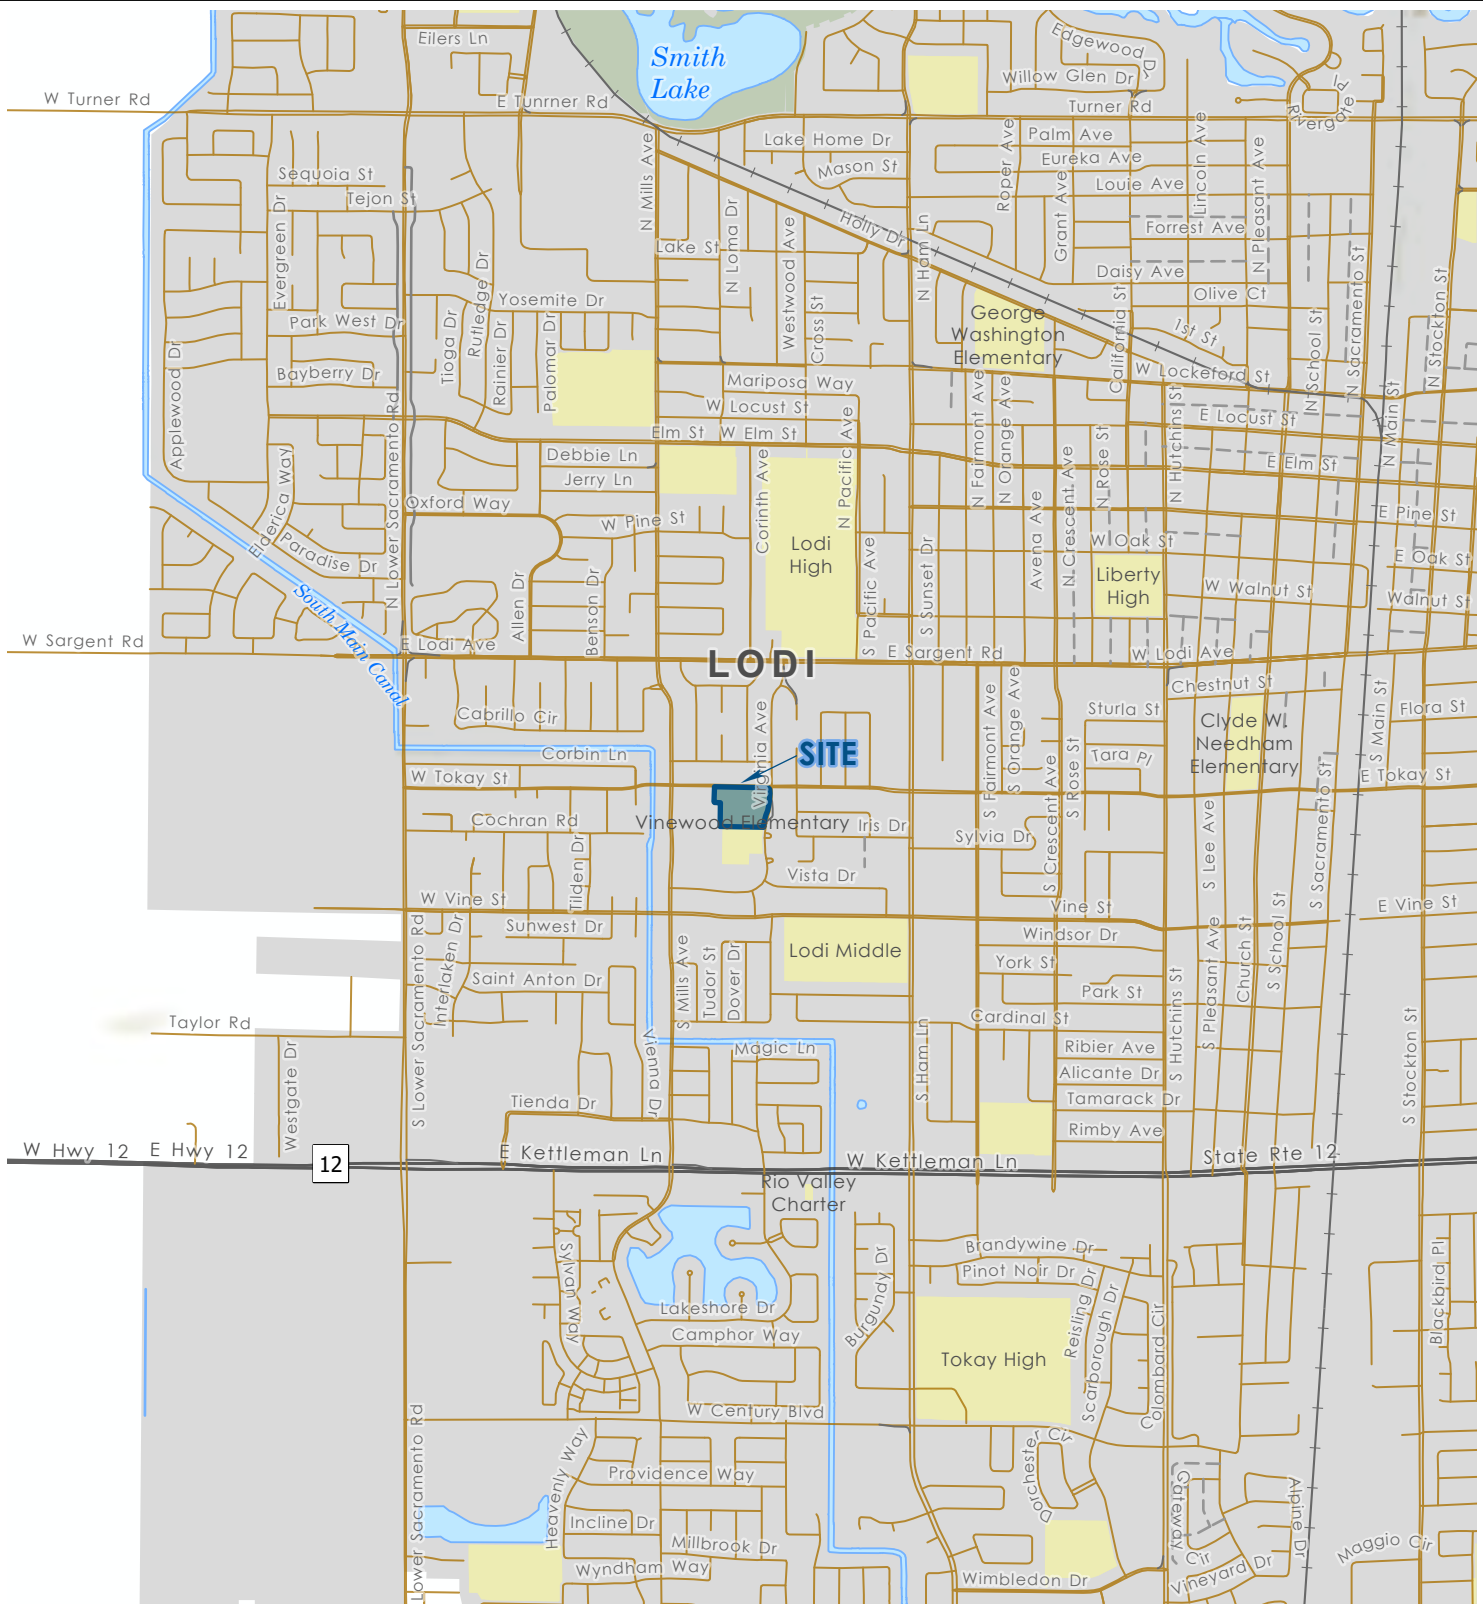 Eilers Ln
Smith
Lake
Edgewood Dr
Willow Glen Dr
W Turner Rd
E Tunrner Rd
Turner Rd
Rivergate Pl
Lake Home Dr
Mason St
Palm Ave
Eureka Ave
Louie Ave
Roper Ave
Lincoln Ave
N Pleasant Ave
Grant Ave
Sequoia St
Tejon St
N Mills Ave
Holly Dr
N Ham Ln
Forrest Ave
Daisy Ave
Olive Ct
1st St
Evergreen Dr
Lake St
N Loma Dr
Westwood Ave
Cross St
Rutledge Dr
Yosemite Dr
Park West Dr
Tioga Dr
Rainier Dr
Palomar Dr
Bayberry Dr
Applewood Dr
George
Washington
Elementary
California St
W Lockeford St
N School St
N Sacramento St
N Stockton St
N Main St
Mariposa Way
W Locust St
E Locust St
Elm St
W Elm St
E Elm St
N Lower Sacramento Rd
Debbie Ln
Jerry Ln
Oxford Way
W Pine St
E Pine St
Corinth Ave
N Pacific Ave
N Fairmont Ave
N Orange Ave
N Rose St
N Hutchins St
Avena Ave
N Crescent Ave
Ederica Way
Paradise Dr
Lodi
High
W Oak St
E Oak St
Liberty
High
W Walnut St
Walnut St
South Main Canal
Allen Dr
Benson Dr
S Pacific Ave
S Sunset Dr
W Sargent Rd
E Lodi Ave
LODI
E Sargent Rd
W Lodi Ave
Chestnut St
Cabrillo Cir
Virginia Ave
S Fairmont Ave
S Orange Ave
Sturla St
Tara Pl
Clyde W.
Needham
Elementary
S Main St
Flora St
Corbin Ln
SITE
W Tokay St
E Tokay St
S Crescent Ave
S Rose St
Cochran Rd
Vinewood Elementary
Iris Dr
Sylvia Dr
S Lee Ave
S Sacramento St
Tilden Dr
Vista Dr
W Vine St
Vine St
E Vine St
Sunwest Dr
Interlaken Dr
Lodi Middle
Windsor Dr
York St
Park St
S Pleasant Ave
Church St
S School St
Saint Anton Dr
S Mills Ave
Tudor St
Dover Dr
S Lower Sacramento Rd
Taylor Rd
Cardinal St
S Hutchins St
S Stockton St
Westgate Dr
Vienna Dr
Magic Ln
S Ham Ln
Ribier Ave
Alicante Dr
Tamarack Dr
Rimby Ave
Tienda Dr
W Hwy 12
E Hwy 12
12
E Kettleman Ln
W Kettleman Ln
State Rte 12
Rio Valley
Charter
Sylvan Way
Brandywine Dr
Pinot Noir Dr
Burgundy Dr
Reisling Dr
Scarborough Dr
Colombard Cir
Blackbird Pl
Lakeshore Dr
Camphor Way
Tokay High
W Century Blvd
Lower Sacramento Rd
Heavenly Way
Providence Way
Dorchester Cir
Incline Dr
Millbrook Dr
Wyndham Way
Wimbledon Dr
Gateway Cir
Vineyard Dr
Alpine Dr
Maggio Cir